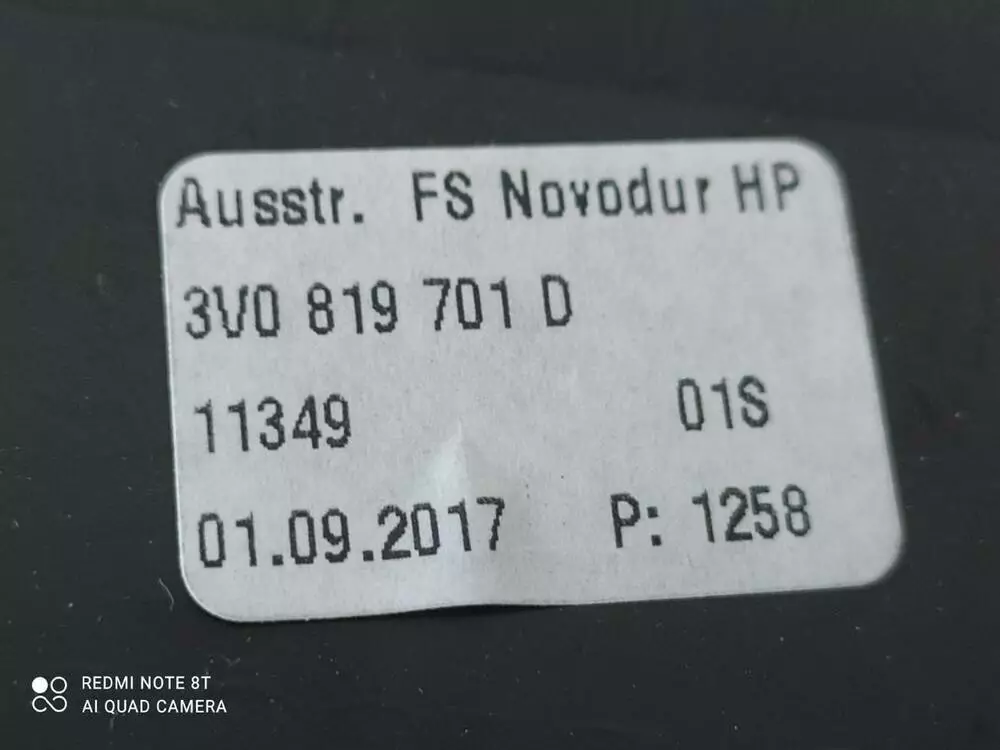 Ausstr. FS Novodur HP
3V0 819 701 D
11349 01S
01.09.2017 P: 1258
REDMI NOTE 8T
AI QUAD CAMERA